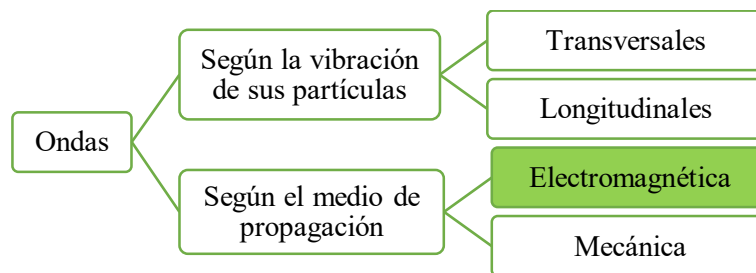 Ondas
Según la vibración
de sus partículas
Transversales
Longitudinales
Según el medio de
propagación
Electromagnética
Mecánica